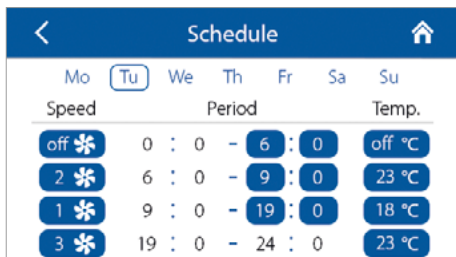 Schedule
Mo Tu We Th Fr Sa Su
Speed Period Temp.
off 0 : 0 - 6 : 0 off °C
2 6 : 0 - 9 : 0 23 °C
1 9 : 0 - 19 : 0 18 °C
3 19 : 0 - 24 : 0 23 °C